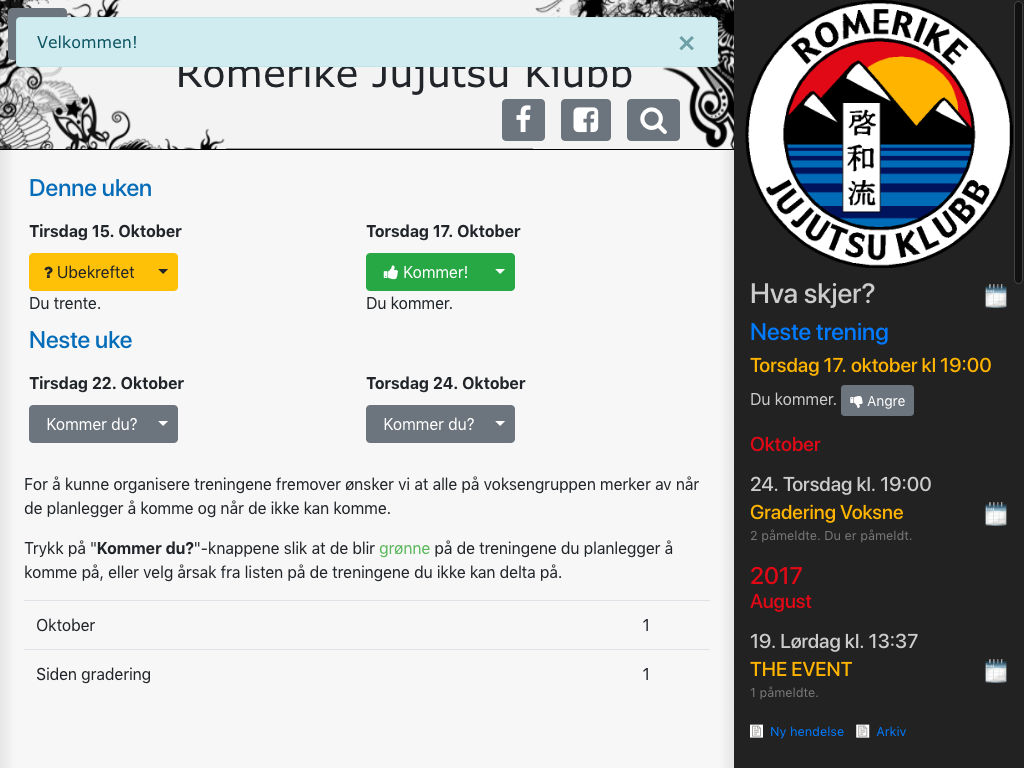 Velkommen!
×
Romerike Jujutsu Klubb
Denne uken
Tirsdag 15. Oktober
Torsdag 17. Oktober
? Ubekreftet
Kommer!
Du trente.
Du kommer.
Neste uke
Tirsdag 22. Oktober
Torsdag 24. Oktober
Kommer du?
Kommer du?
For å kunne organisere treningene fremover ønsker vi at alle på voksengruppen merker av når
de planlegger å komme og når de ikke kan komme.
Trykk på "Kommer du?"-knappene slik at de blir grønne på de treningene du planlegger å
komme på, eller velg årsak fra listen på de treningene du ikke kan delta på.
Oktober 1
Siden gradering 1
ROMERIKE
啓和流
JUJUTSU KLUBB
Hva skjer?
Neste trening
Torsdag 17. oktober kl 19:00
Du kommer. Angre
Oktober
24. Torsdag kl. 19:00
Gradering Voksne
2 påmeldte. Du er påmeldt.
2017
August
19. Lørdag kl. 13:37
THE EVENT
1 påmeldte.
Ny hendelse Arkiv